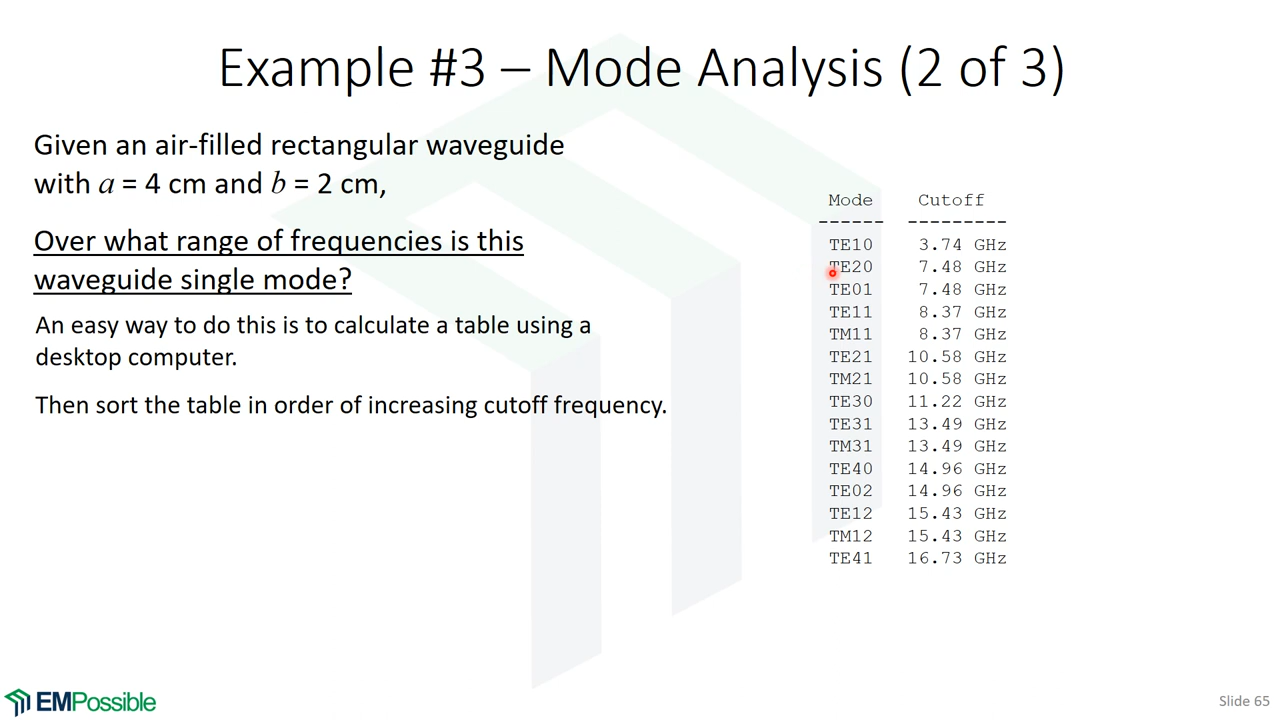 Example #3 – Mode Analysis (2 of 3)
Given an air-filled rectangular waveguide
with a = 4 cm and b = 2 cm,
Over what range of frequencies is this
waveguide single mode?
An easy way to do this is to calculate a table using a
desktop computer.
Then sort the table in order of increasing cutoff frequency.
Mode Cutoff
------ ---------
TE10 3.74 GHz
TE20 7.48 GHz
TE01 7.48 GHz
TE11 8.37 GHz
TM11 8.37 GHz
TE21 10.58 GHz
TM21 10.58 GHz
TE30 11.22 GHz
TE31 13.49 GHz
TM31 13.49 GHz
TE40 14.96 GHz
TE02 14.96 GHz
TE12 15.43 GHz
TM12 15.43 GHz
TE41 16.73 GHz
EMPossible
Slide 65